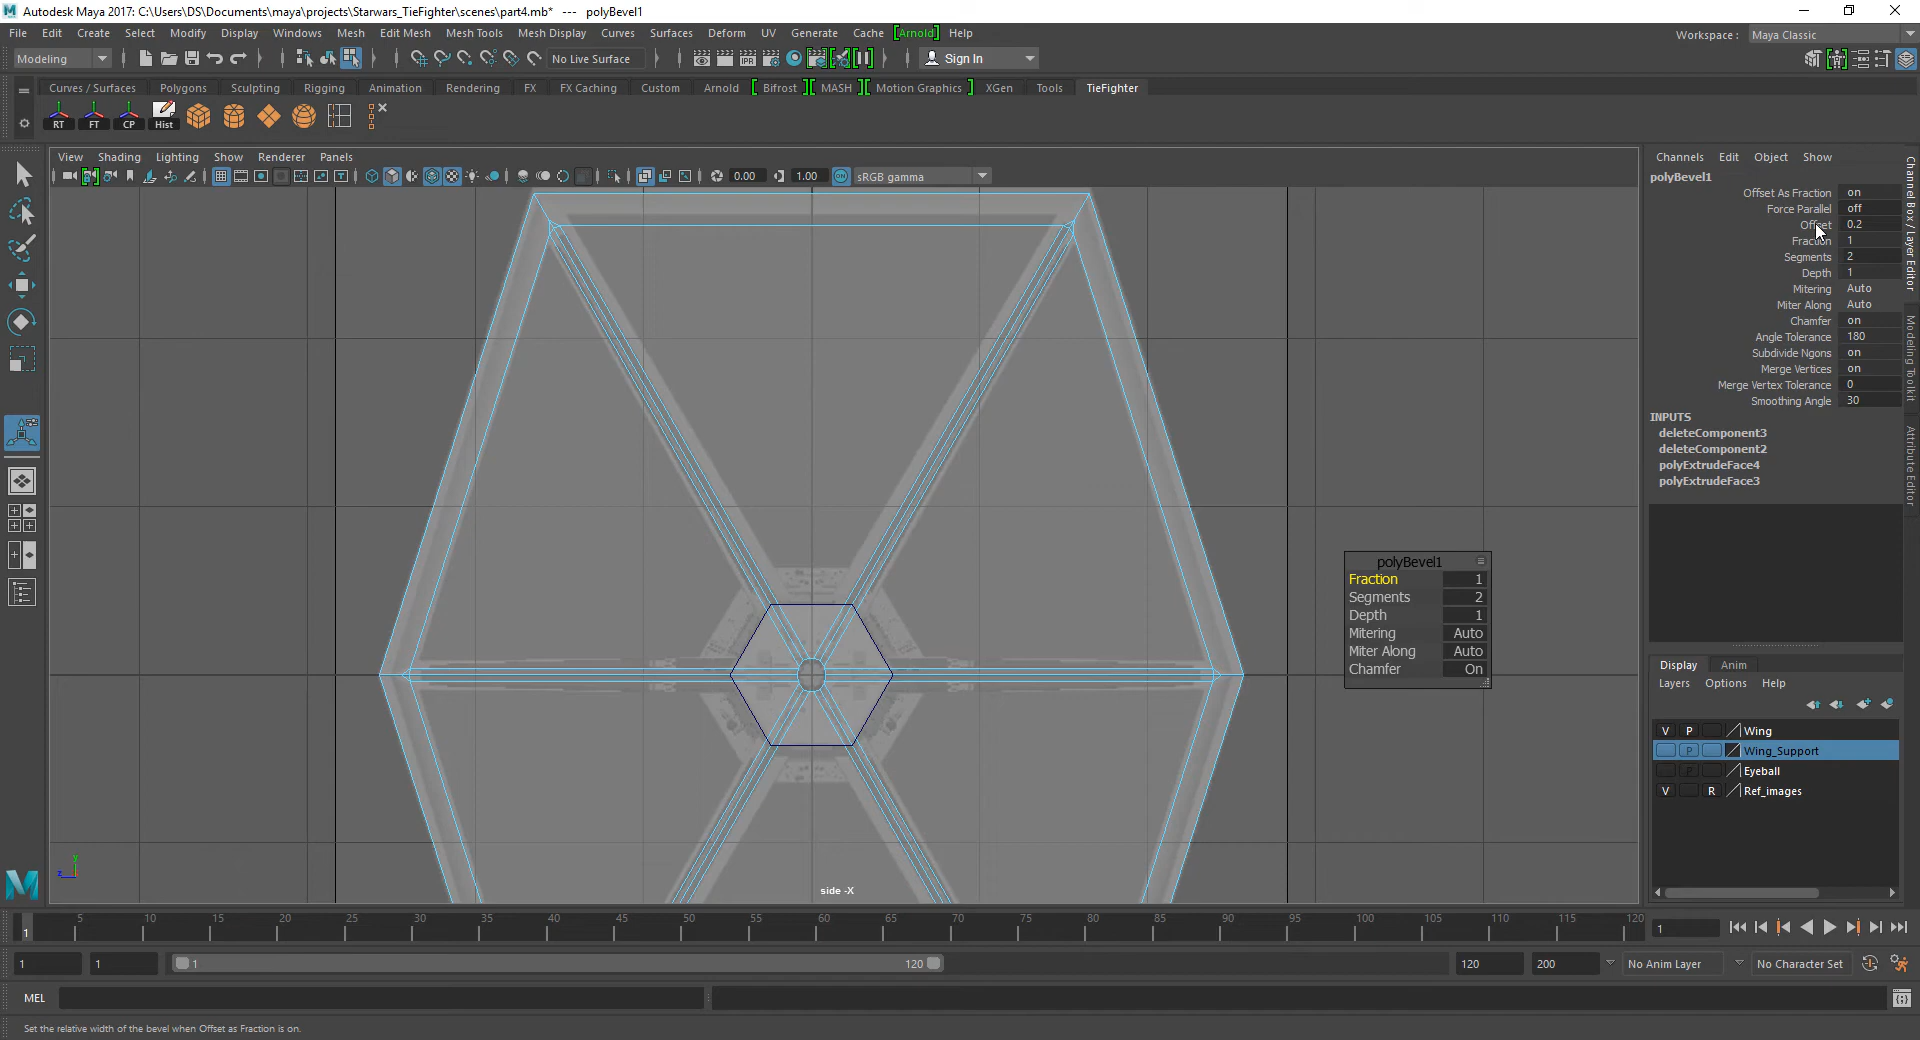 Autodesk Maya 2017: C:\Users\DS\Documents\maya\projects\Starwars_TieFighter\scenes\part4.mb* --- polyBevel1
File Edit Create Select Modify Display Windows Mesh Edit Mesh Mesh Tools Mesh Display Curves Surfaces Deform UV Generate Cache [Arnold] Help
Workspace : Maya Classic
Modeling No Live Surface Sign In
Curves / Surfaces Polygons Sculpting Rigging Animation Rendering FX FX Caching Custom Arnold [ Bifrost ] [ MASH ] [ Motion Graphics ] XGen Tools TieFighter
RT FT CP Hist
View Shading Lighting Show Renderer Panels
0.00 1.00 ON sRGB gamma
Channels Edit Object Show
polyBevel1
Offset As Fraction on
Force Parallel off
Offset 0.2
Fraction 1
Segments 2
Depth 1
Mitering Auto
Miter Along Auto
Chamfer on
Angle Tolerance 180
Subdivide Ngons on
Merge Vertices on
Merge Vertex Tolerance 0
Smoothing Angle 30
INPUTS
deleteComponent3
deleteComponent2
polyExtrudeFace4
polyExtrudeFace3
Channel Box / Layer Editor
Modeling Toolkit
Attribute Editor
polyBevel1
Fraction 1
Segments 2
Depth 1
Mitering Auto
Miter Along Auto
Chamfer On
Display Anim
Layers Options Help
V P Wing
P Wing_Support
P Eyeball
V R Ref_images
y
z
side -X
5 10 15 20 25 30 35 40 45 50 55 60 65 70 75 80 85 90 95 100 105 110 115 120
1 1
1 1 1 120 120 200 No Anim Layer No Character Set
MEL
Set the relative width of the bevel when Offset as Fraction is on.